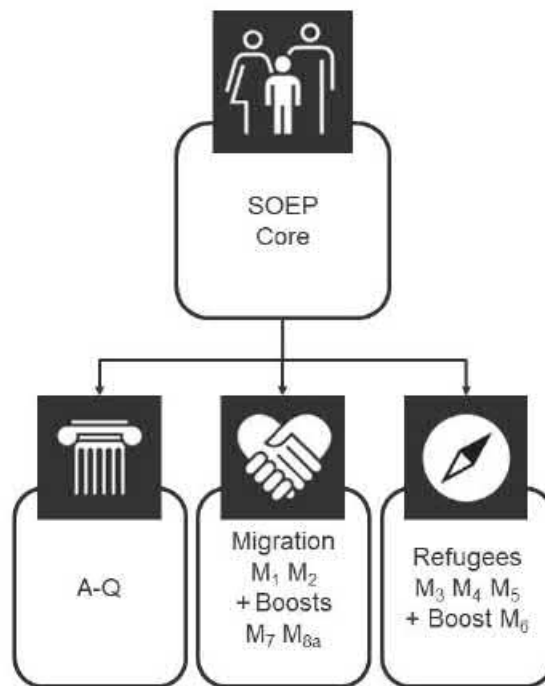 SOEP
Core
A-Q
Migration
M₁ M₂
+ Boosts
M₇ M₈ₐ
Refugees
M₃ M₄ M₅
+ Boost M₆